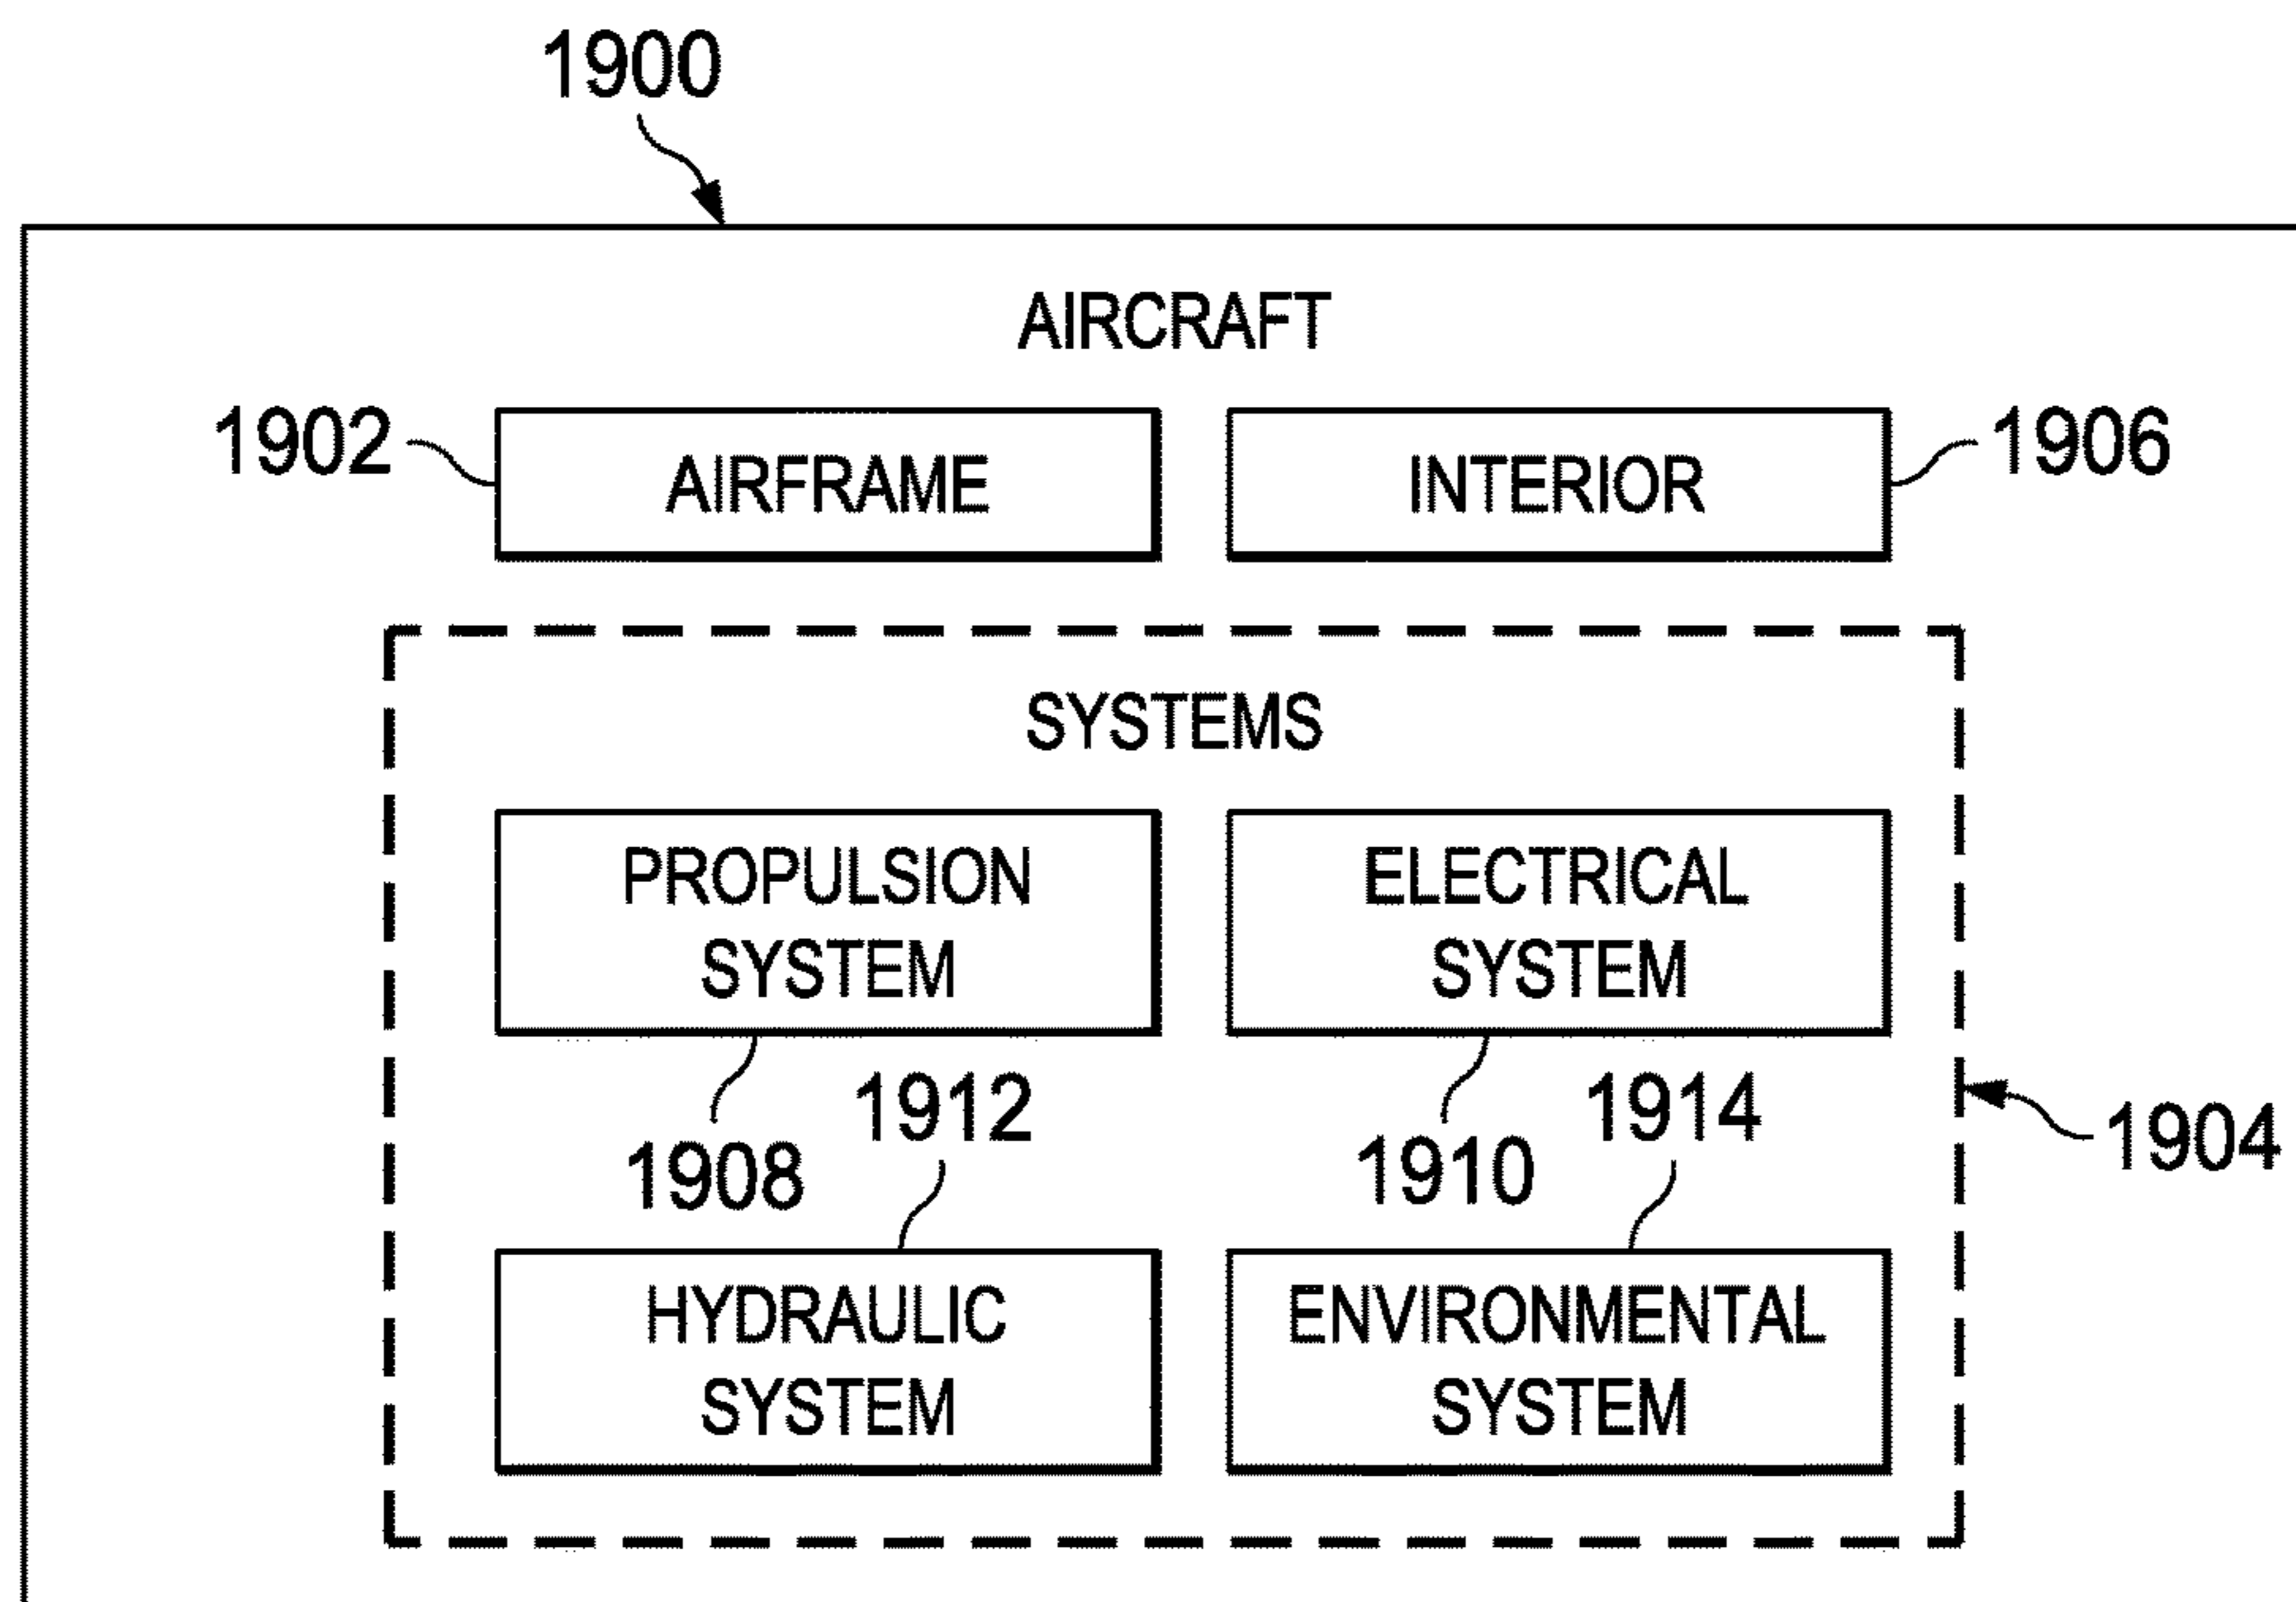 1900
AIRCRAFT
1902
AIRFRAME
INTERIOR
1906
SYSTEMS
PROPULSION
SYSTEM
ELECTRICAL
SYSTEM
1908
1912
1910
1914
1904
HYDRAULIC
SYSTEM
ENVIRONMENTAL
SYSTEM